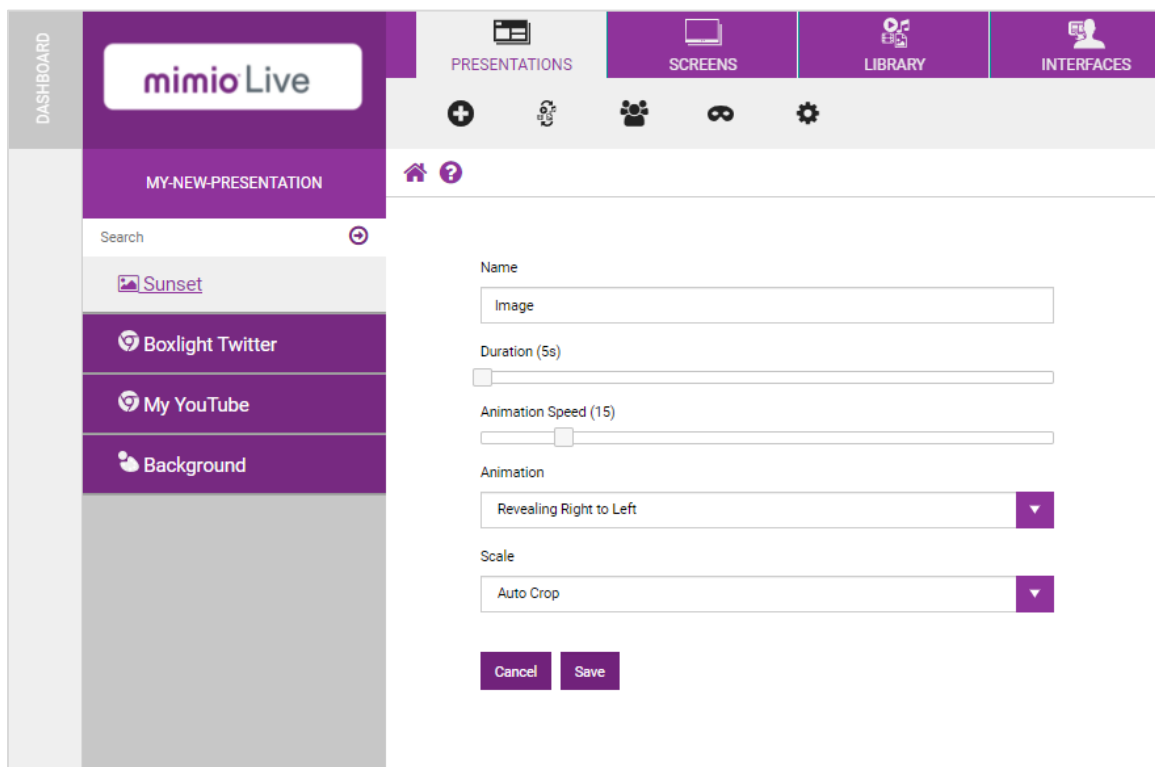 DASHBOARD
mimio Live
PRESENTATIONS
SCREENS
LIBRARY
INTERFACES
MY-NEW-PRESENTATION
Search
Sunset
Boxlight Twitter
My YouTube
Background
Name
Image
Duration (5s)
Animation Speed (15)
Animation
Revealing Right to Left
Scale
Auto Crop
Cancel Save